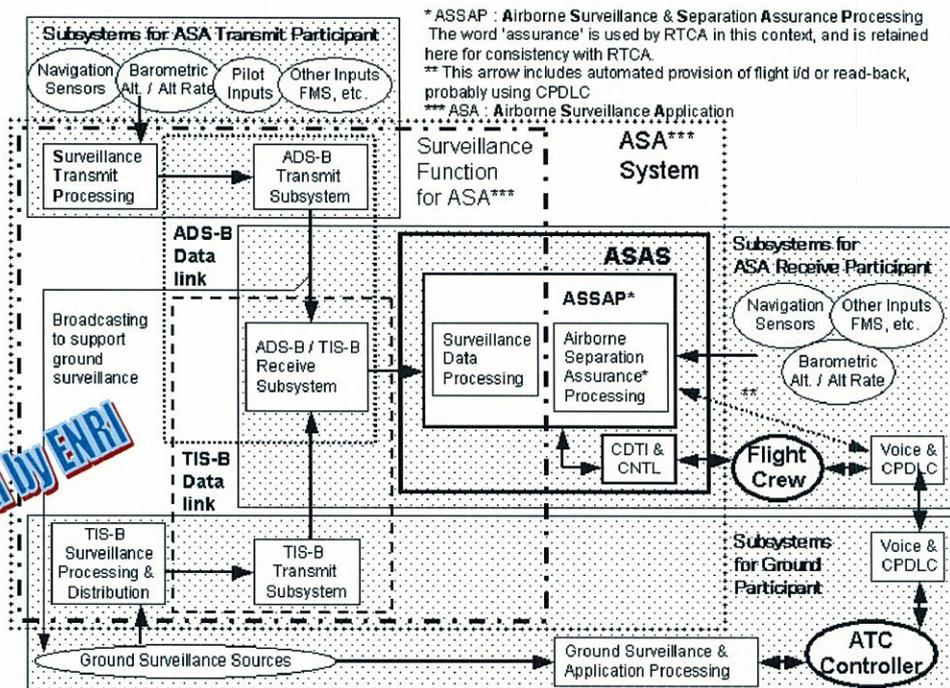 * ASSAP : Airborne Surveillance & Separation Assurance Processing
The word 'assurance' is used by RTCA in this context, and is retained
here for consistency with RTCA.
** This arrow includes automated provision of flight i/d or read-back,
probably using CPDLC
*** ASA : Airborne Surveillance Application
Subsystems for ASA Transmit Participant
Navigation
Sensors
Barometric
Alt. / Alt Rate
Pilot
Inputs
Other Inputs
FMS, etc.
Surveillance
Transmit
Processing
ADS-B
Transmit
Subsystem
Surveillance
Function
for ASA***
ASA***
System
ADS-B
Data
link
Broadcasting
to support
ground
surveillance
ADS-B / TIS-B
Receive
Subsystem
ASAS
ASSAP*
Surveillance
Data
Processing
Airborne
Separation
Assurance*
Processing
CDTI &
CNTL
Subsystems for
ASA Receive Participant
Navigation
Sensors
Other Inputs
FMS, etc.
Barometric
Alt. / Alt Rate
**
Flight
Crew
Voice &
CPDLC
by ENRI
TIS-B
Data
link
TIS-B
Surveillance
Processing &
Distribution
TIS-B
Transmit
Subsystem
Subsystems
for Ground
Participant
Voice &
CPDLC
Ground Surveillance Sources
Ground Surveillance &
Application Processing
ATC
Controller